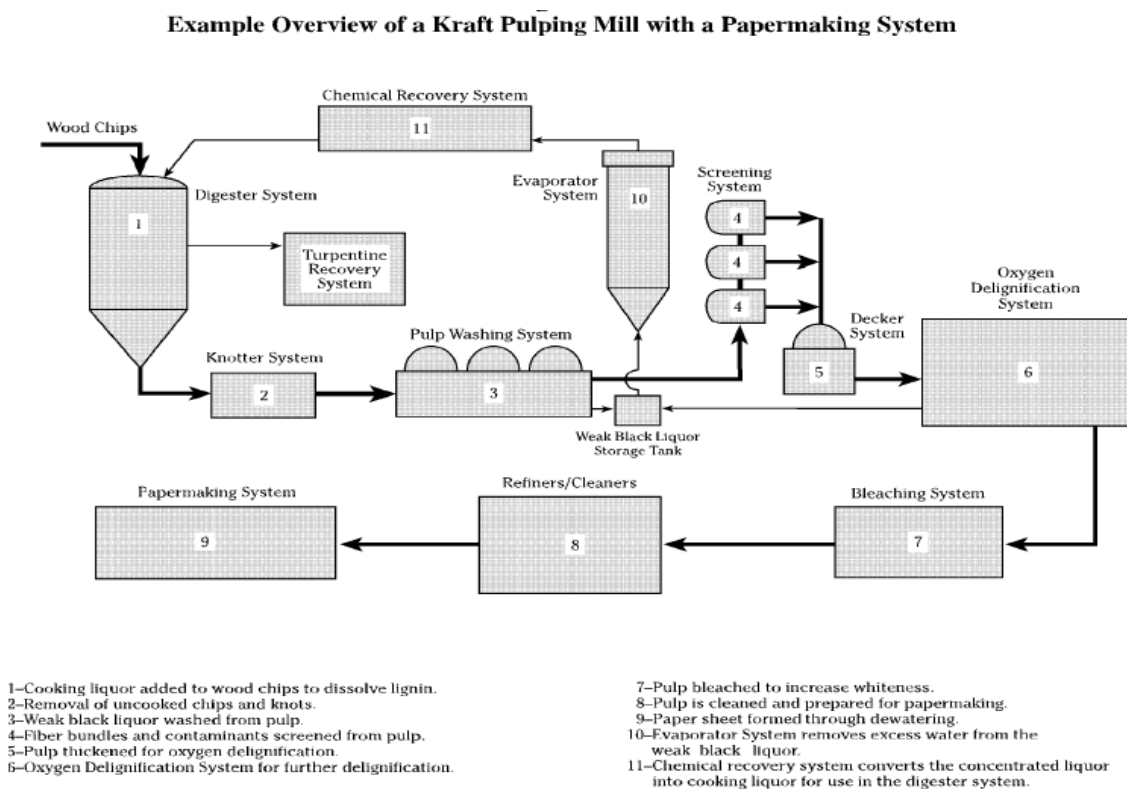 Example Overview of a Kraft Pulping Mill with a Papermaking System
Chemical Recovery System
11
Wood Chips
Digester System
1
Turpentine
Recovery
System
Evaporator
System
10
Screening
System
4
4
4
Oxygen
Delignification
System
Decker
System
5
6
Knotter System
2
Pulp Washing System
3
Weak Black Liquor
Storage Tank
Papermaking System
9
Refiners/Cleaners
8
Bleaching System
7
1–Cooking liquor added to wood chips to dissolve lignin.
2–Removal of uncooked chips and knots.
3–Weak black liquor washed from pulp.
4–Fiber bundles and contaminants screened from pulp.
5–Pulp thickened for oxygen delignification.
6–Oxygen Delignification System for further delignification.
7–Pulp bleached to increase whiteness.
8–Pulp is cleaned and prepared for papermaking.
9–Paper sheet formed through dewatering.
10–Evaporator System removes excess water from the
weak black liquor.
11–Chemical recovery system converts the concentrated liquor
into cooking liquor for use in the digester system.